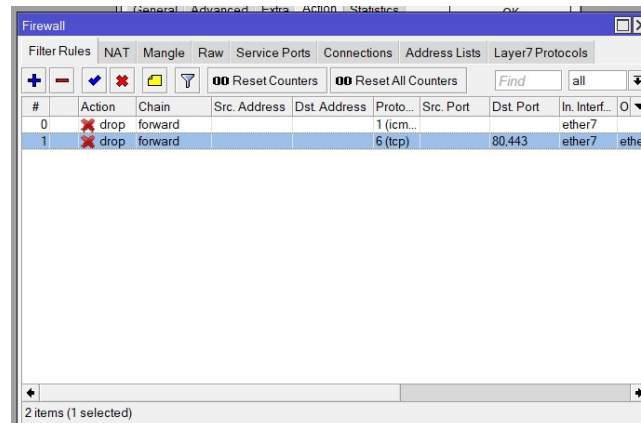 General Advanced Extra Action Statistics OK
Firewall
Filter Rules NAT Mangle Raw Service Ports Connections Address Lists Layer7 Protocols
00 Reset Counters 00 Reset All Counters Find all
# Action Chain Src. Address Dst. Address Proto... Src. Port Dst. Port In. Interf... O
0 drop forward 1 (icm... ether7
1 drop forward 6 (tcp) 80,443 ether7 ethe
2 items (1 selected)